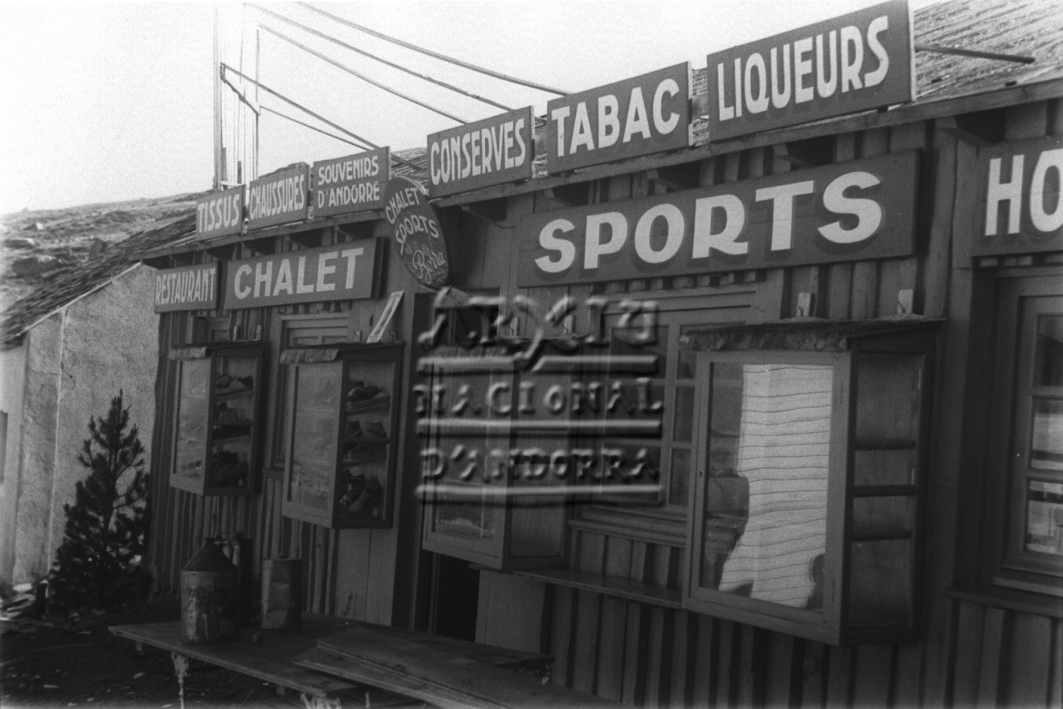 TISSUS
CHAUSSURES
SOUVENIRS
D'ANDORRE
CONSERVES
TABAC
LIQUEURS
RESTAURANT
CHALET
CHALET
SPORTS
SPORTS
HO
ARXIU
NACIONAL
D'ANDORRA